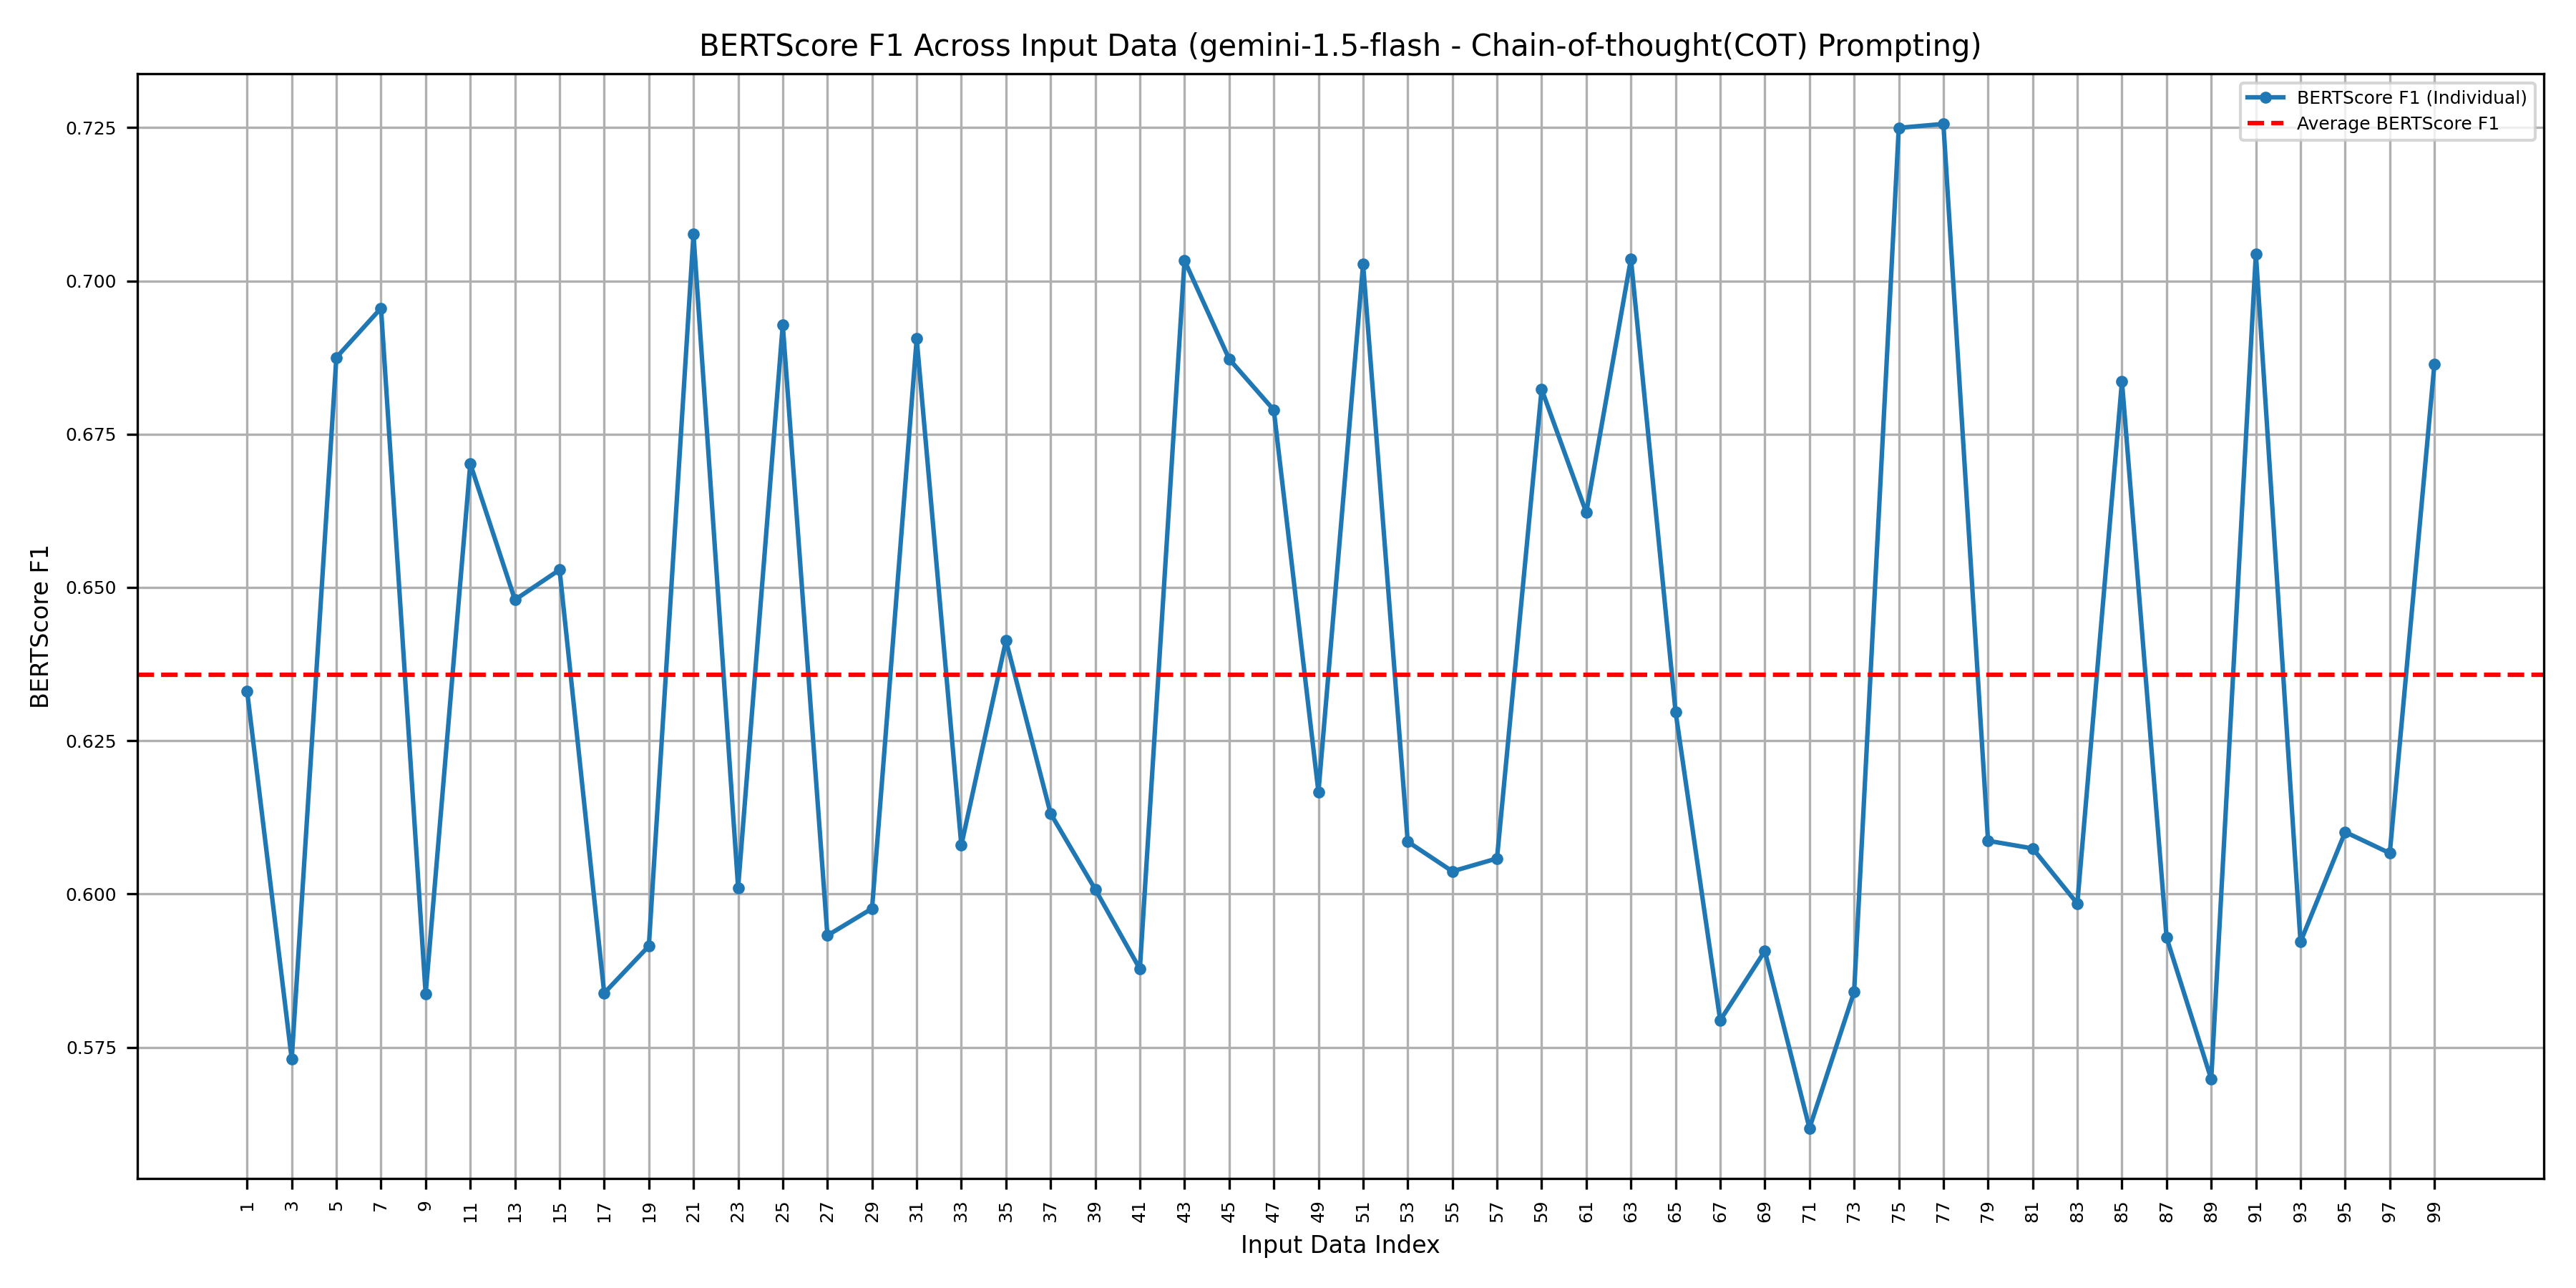 BERTScore F1 Across Input Data (gemini-1.5-flash - Chain-of-thought(COT) Prompting)
BERTScore F1 (Individual)
Average BERTScore F1
0.725
0.700
0.675
0.650
0.625
0.600
0.575
BERTScore F1
1 3 5 7 9 11 13 15 17 19 21 23 25 27 29 31 33 35 37 39 41 43 45 47 49 51 53 55 57 59 61 63 65 67 69 71 73 75 77 79 81 83 85 87 89 91 93 95 97 99
Input Data Index